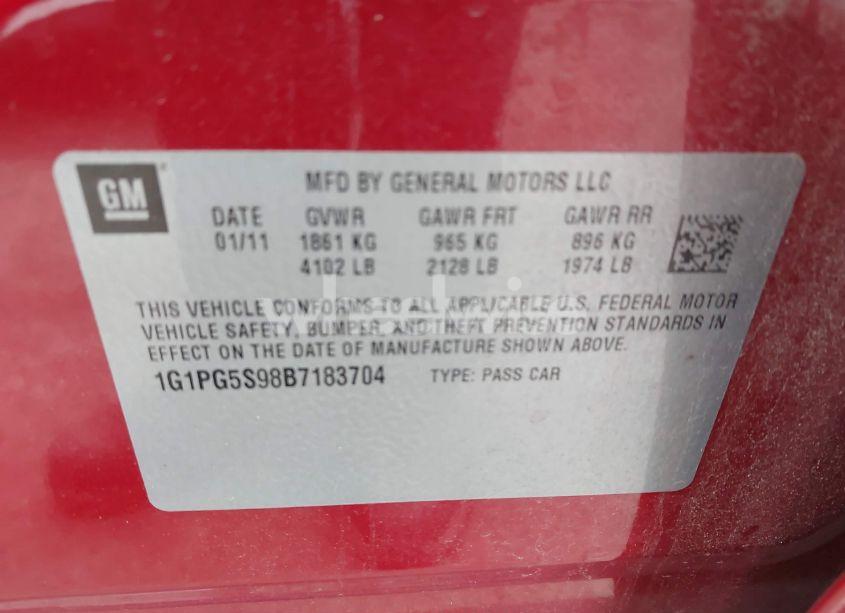 GM
MFD BY GENERAL MOTORS LLC
DATE GVWR GAWR FRT GAWR RR
01/11 1861 KG 965 KG 896 KG
4102 LB 2128 LB 1974 LB
THIS VEHICLE CONFORMS TO ALL APPLICABLE U.S. FEDERAL MOTOR
VEHICLE SAFETY, BUMPER, AND THEFT PREVENTION STANDARDS IN
EFFECT ON THE DATE OF MANUFACTURE SHOWN ABOVE.
1G1PG5S98B7183704 TYPE: PASS CAR